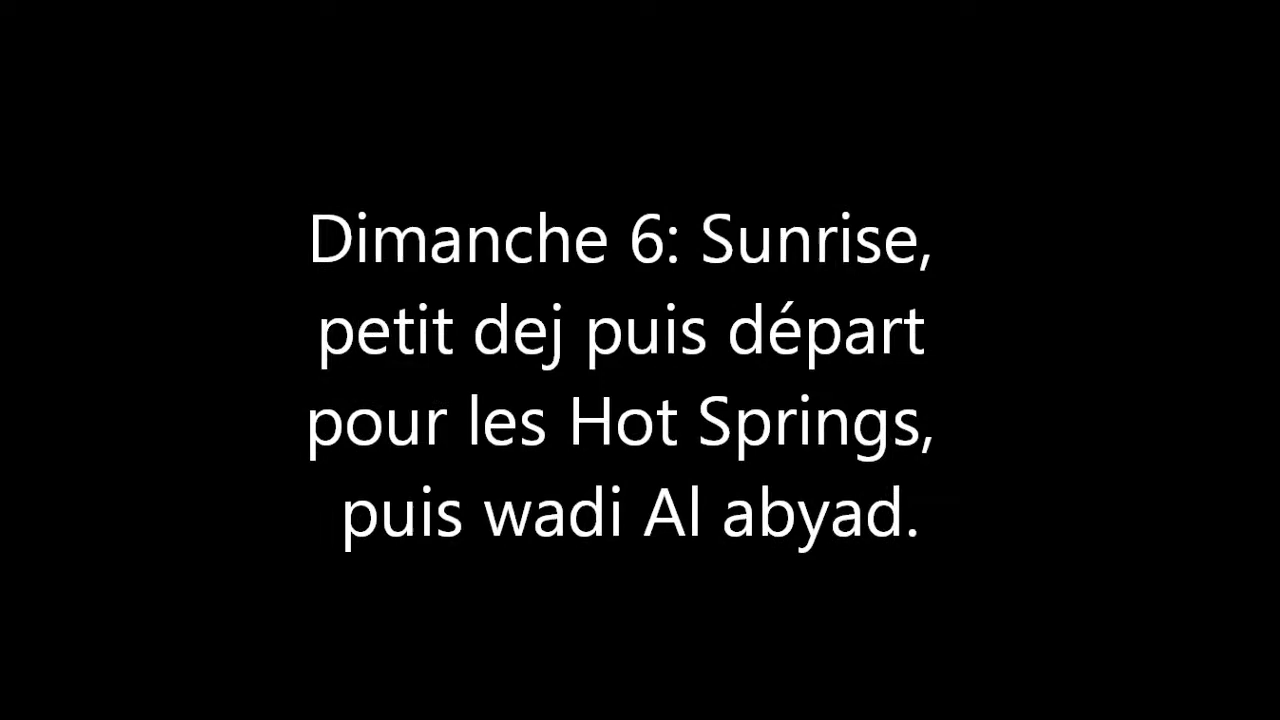 Dimanche 6: Sunrise,
petit dej puis départ
pour les Hot Springs,
puis wadi Al abyad.